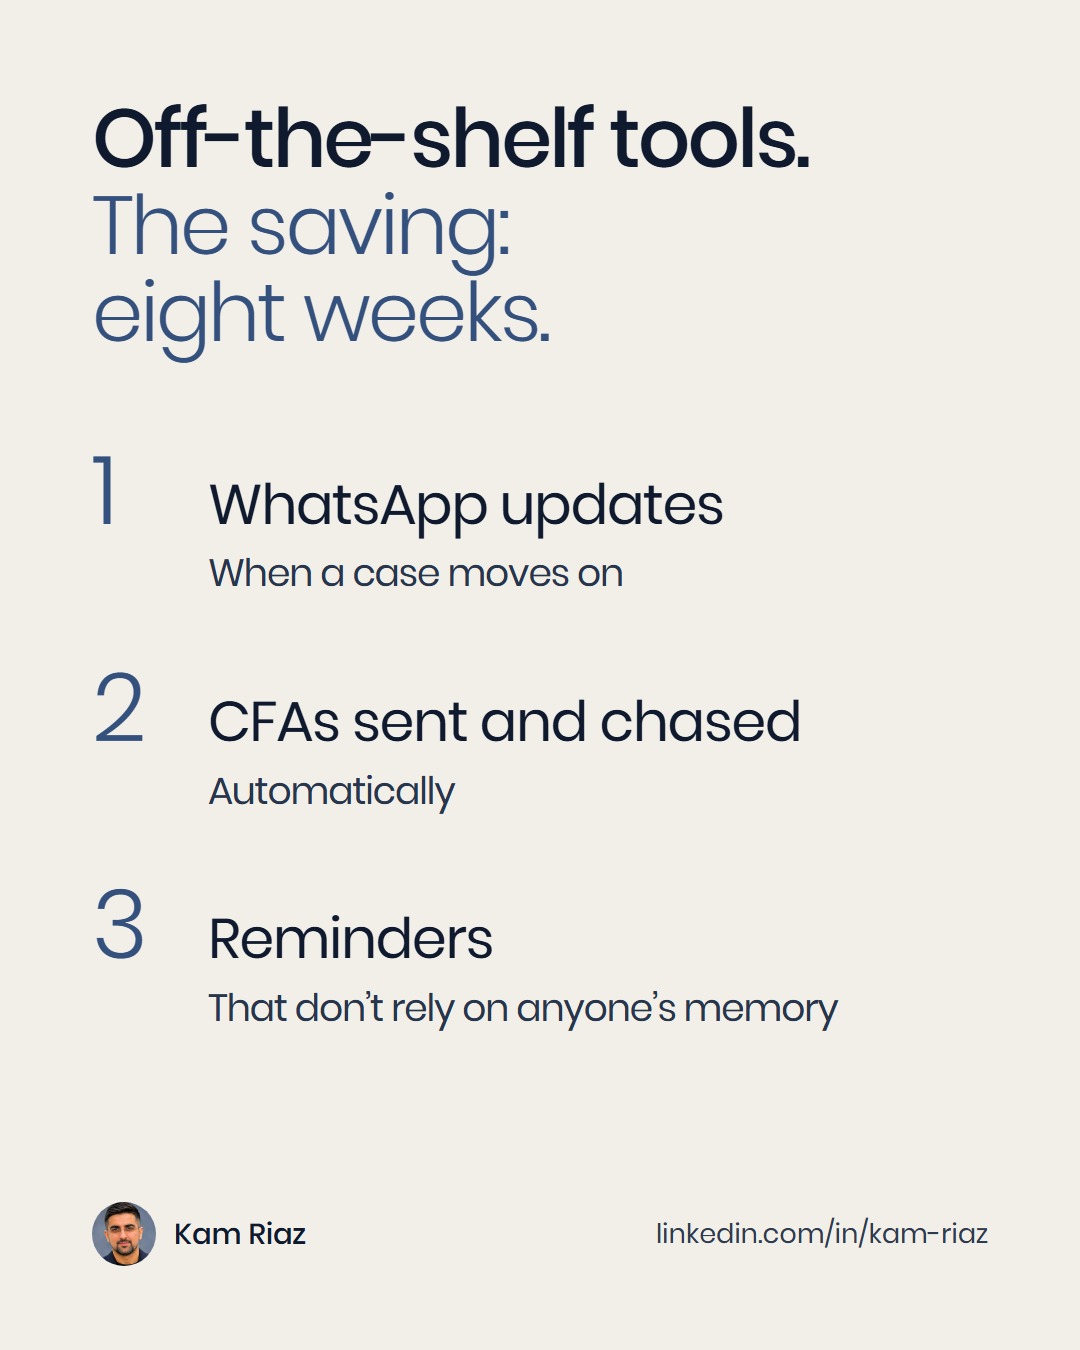 Off-the-shelf tools.
The saving:
eight weeks.
1
WhatsApp updates
When a case moves on
2
CFAs sent and chased
Automatically
3
Reminders
That don’t rely on anyone’s memory
Kam Riaz
linkedin.com/in/kam-riaz